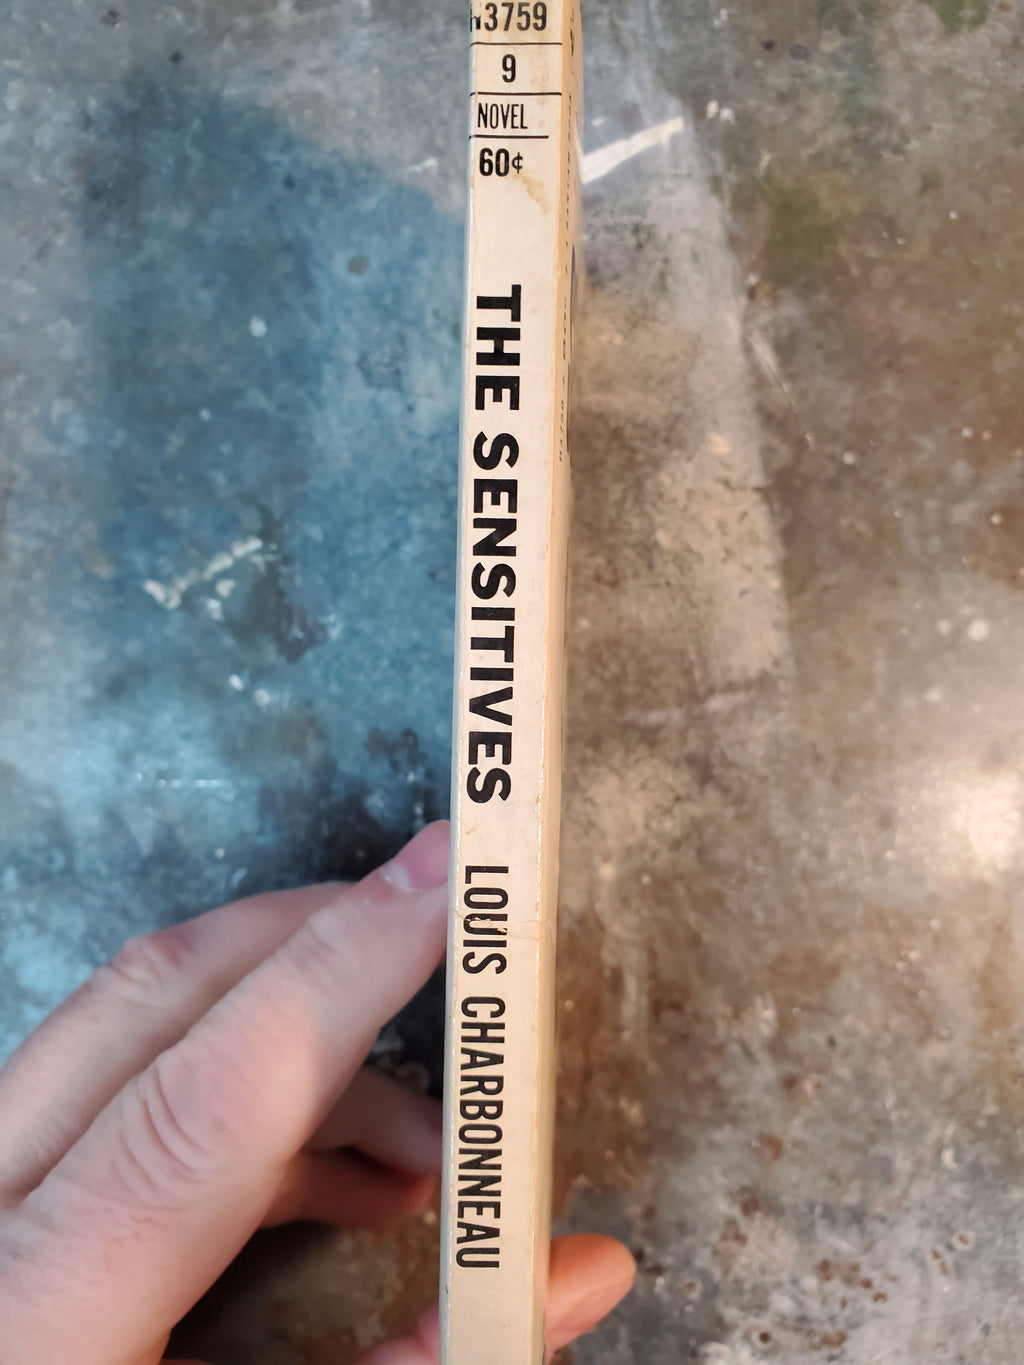 3759
9
NOVEL
60¢
THE SENSITIVES LOUIS CHARBONNEAU